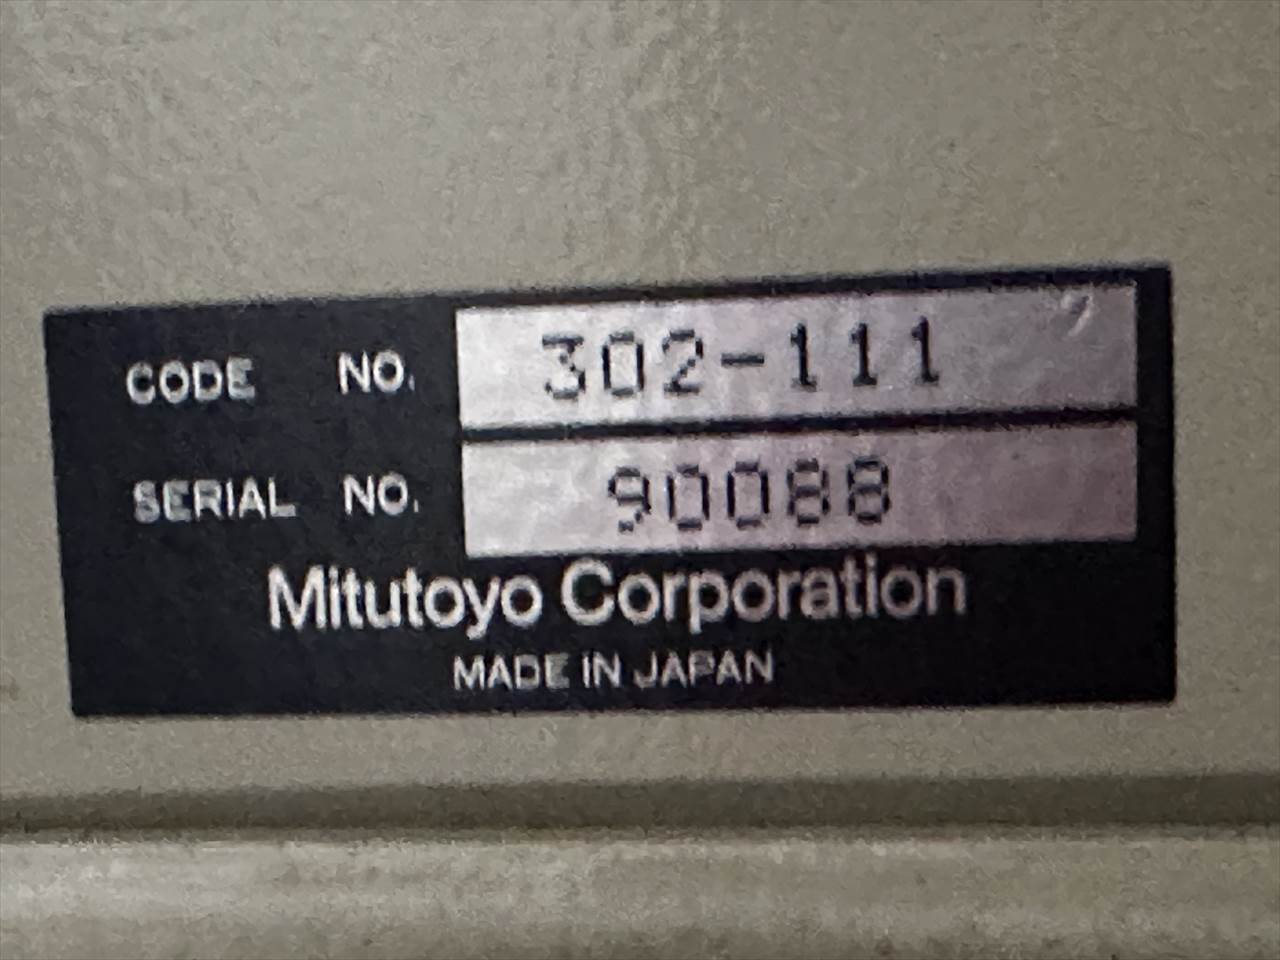 CODE NO. 302-111
SERIAL NO. 90088
Mitutoyo Corporation
MADE IN JAPAN